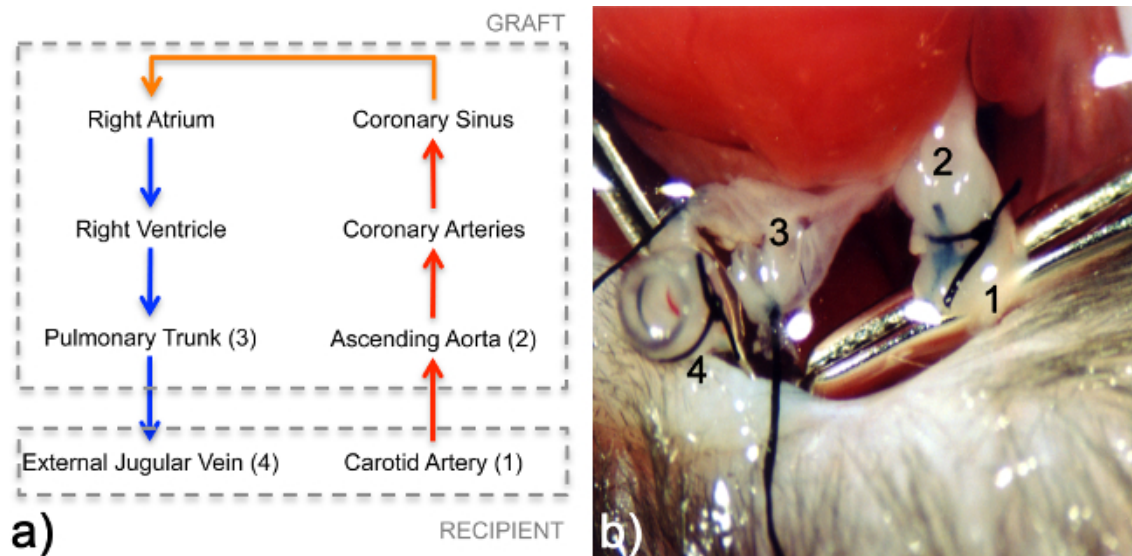 GRAFT
Right Atrium
Coronary Sinus
Right Ventricle
Coronary Arteries
Pulmonary Trunk (3)
Ascending Aorta (2)
External Jugular Vein (4)
Carotid Artery (1)
RECIPIENT
a)
2
3
1
4
b)